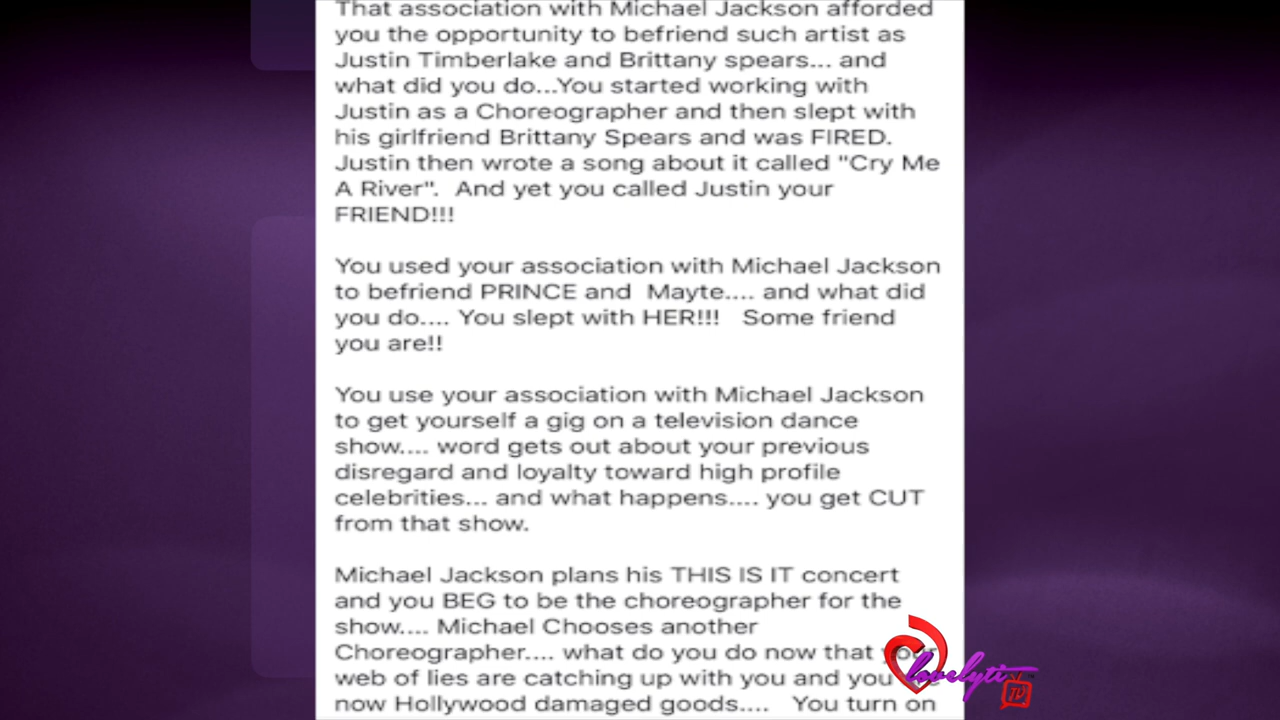 That association with Michael Jackson afforded
you the opportunity to befriend such artist as
Justin Timberlake and Brittany spears... and
what did you do...You started working with
Justin as a Choreographer and then slept with
his girlfriend Brittany Spears and was FIRED.
Justin then wrote a song about it called "Cry Me
A River".  And yet you called Justin your
FRIEND!!!
You used your association with Michael Jackson
to befriend PRINCE and  Mayte.... and what did
you do.... You slept with HER!!!   Some friend
you are!!
You use your association with Michael Jackson
to get yourself a gig on a television dance
show.... word gets out about your previous
disregard and loyalty toward high profile
celebrities... and what happens.... you get CUT
from that show.
Michael Jackson plans his THIS IS IT concert
and you BEG to be the choreographer for the
show.... Michael Chooses another
Choreographer.... what do you do now that your
web of lies are catching up with you and you
now Hollywood damaged goods....   You turn on
lovelyti
TV